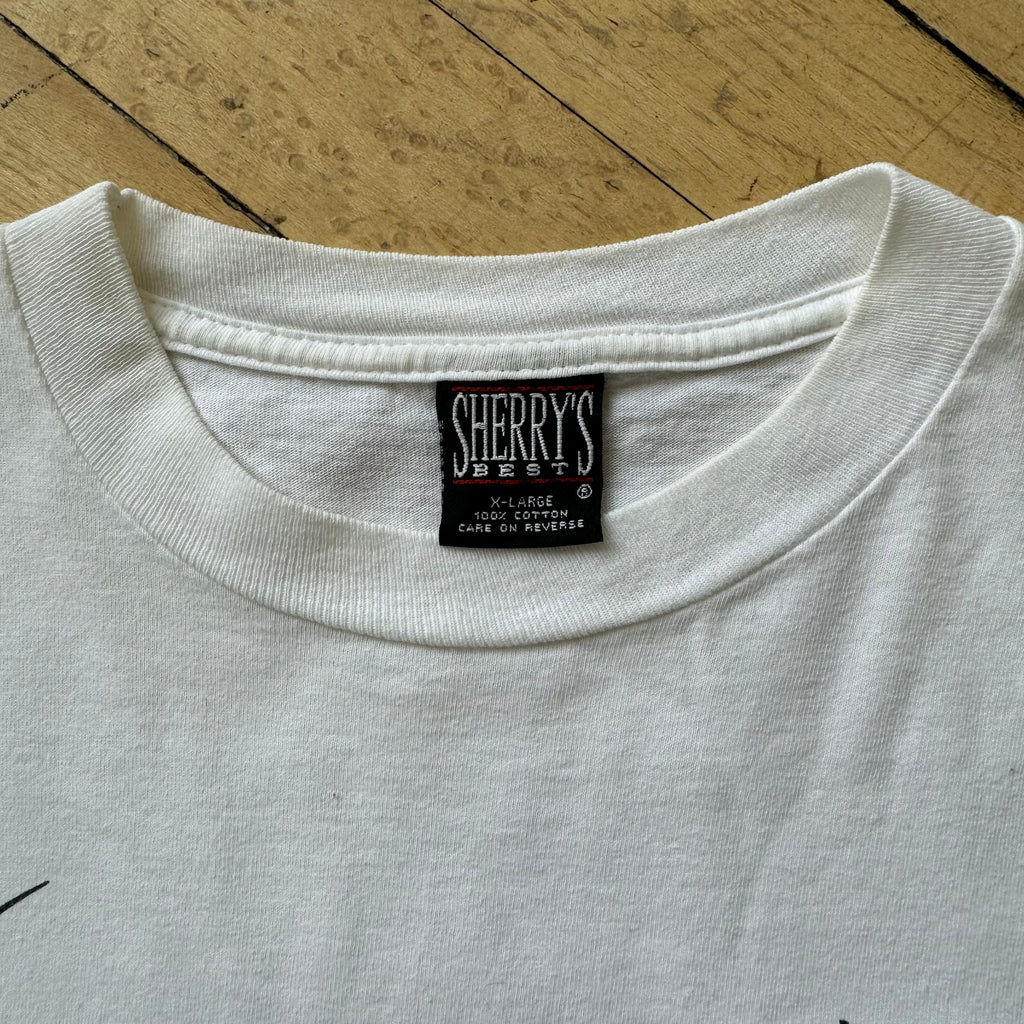 SHERRY'S
BEST
®
X-LARGE
100% COTTON
CARE ON REVERSE